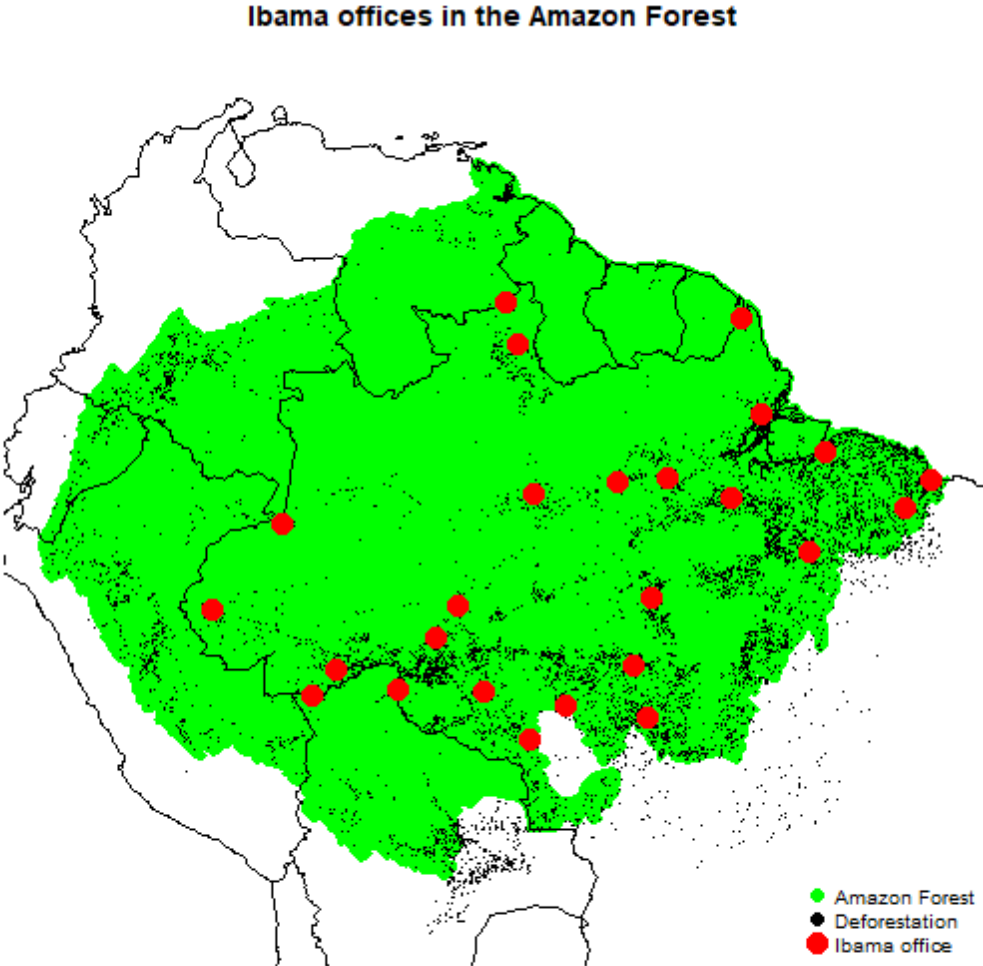 Ibama offices in the Amazon Forest
Amazon Forest
Deforestation
Ibama office